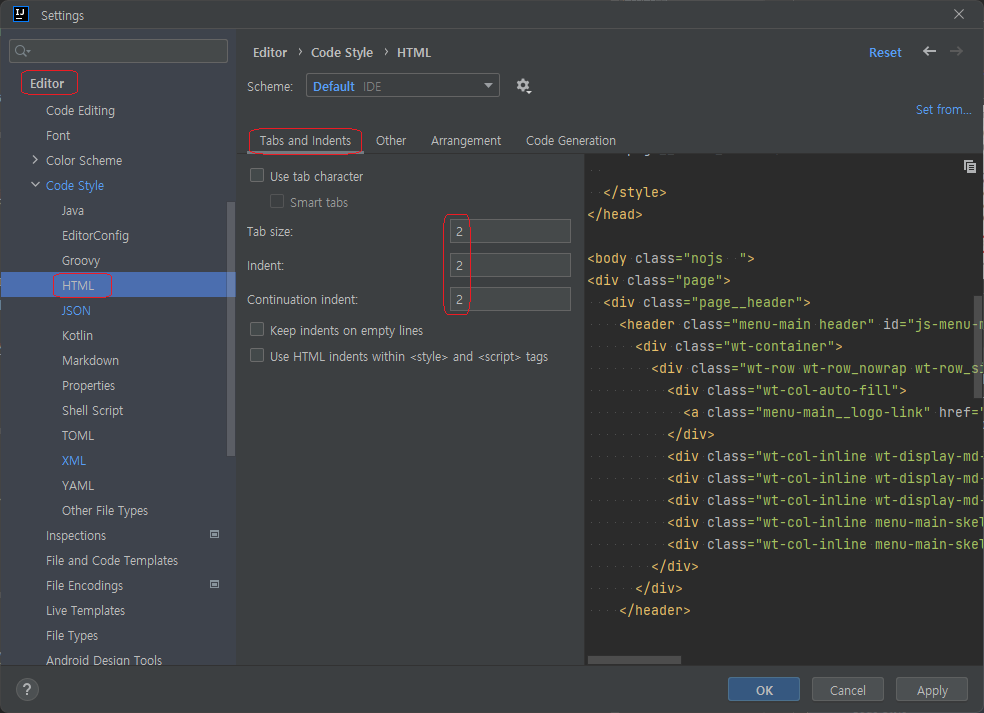 IJ
Settings
Editor
Code Editing
Font
Color Scheme
Code Style
Java
EditorConfig
Groovy
HTML
JSON
Kotlin
Markdown
Properties
Shell Script
TOML
XML
YAML
Other File Types
Inspections
File and Code Templates
File Encodings
Live Templates
File Types
Android Design Tools
?
Editor › Code Style › HTML
Reset
Scheme: Default IDE
Set from...
Tabs and Indents Other Arrangement Code Generation
Use tab character
Smart tabs
Tab size: 2
Indent: 2
Continuation indent: 2
Keep indents on empty lines
Use HTML indents within <style> and <script> tags
</style>
</head>
<body class="nojs  ">
<div class="page">
<div class="page__header">
<header class="menu-main header" id="js-menu-m
<div class="wt-container">
<div class="wt-row wt-row_nowrap wt-row_si
<div class="wt-col-auto-fill">
<a class="menu-main__logo-link" href="
</div>
<div class="wt-col-inline wt-display-md-
<div class="wt-col-inline wt-display-md-
<div class="wt-col-inline wt-display-md-
<div class="wt-col-inline menu-main-skel
<div class="wt-col-inline menu-main-skel
</div>
</div>
</header>
OK Cancel Apply